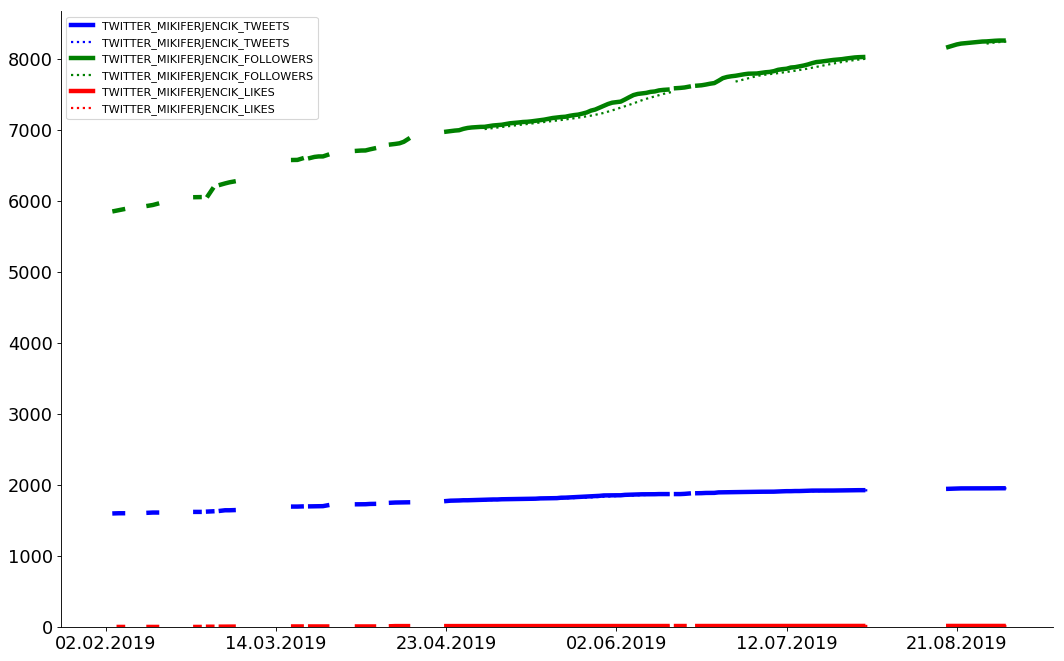 TWITTER_MIKIFERJENCIK_TWEETS
TWITTER_MIKIFERJENCIK_TWEETS
TWITTER_MIKIFERJENCIK_FOLLOWERS
TWITTER_MIKIFERJENCIK_FOLLOWERS
TWITTER_MIKIFERJENCIK_LIKES
TWITTER_MIKIFERJENCIK_LIKES
8000
7000
6000
5000
4000
3000
2000
1000
0
02.02.2019 14.03.2019 23.04.2019 02.06.2019 12.07.2019 21.08.2019